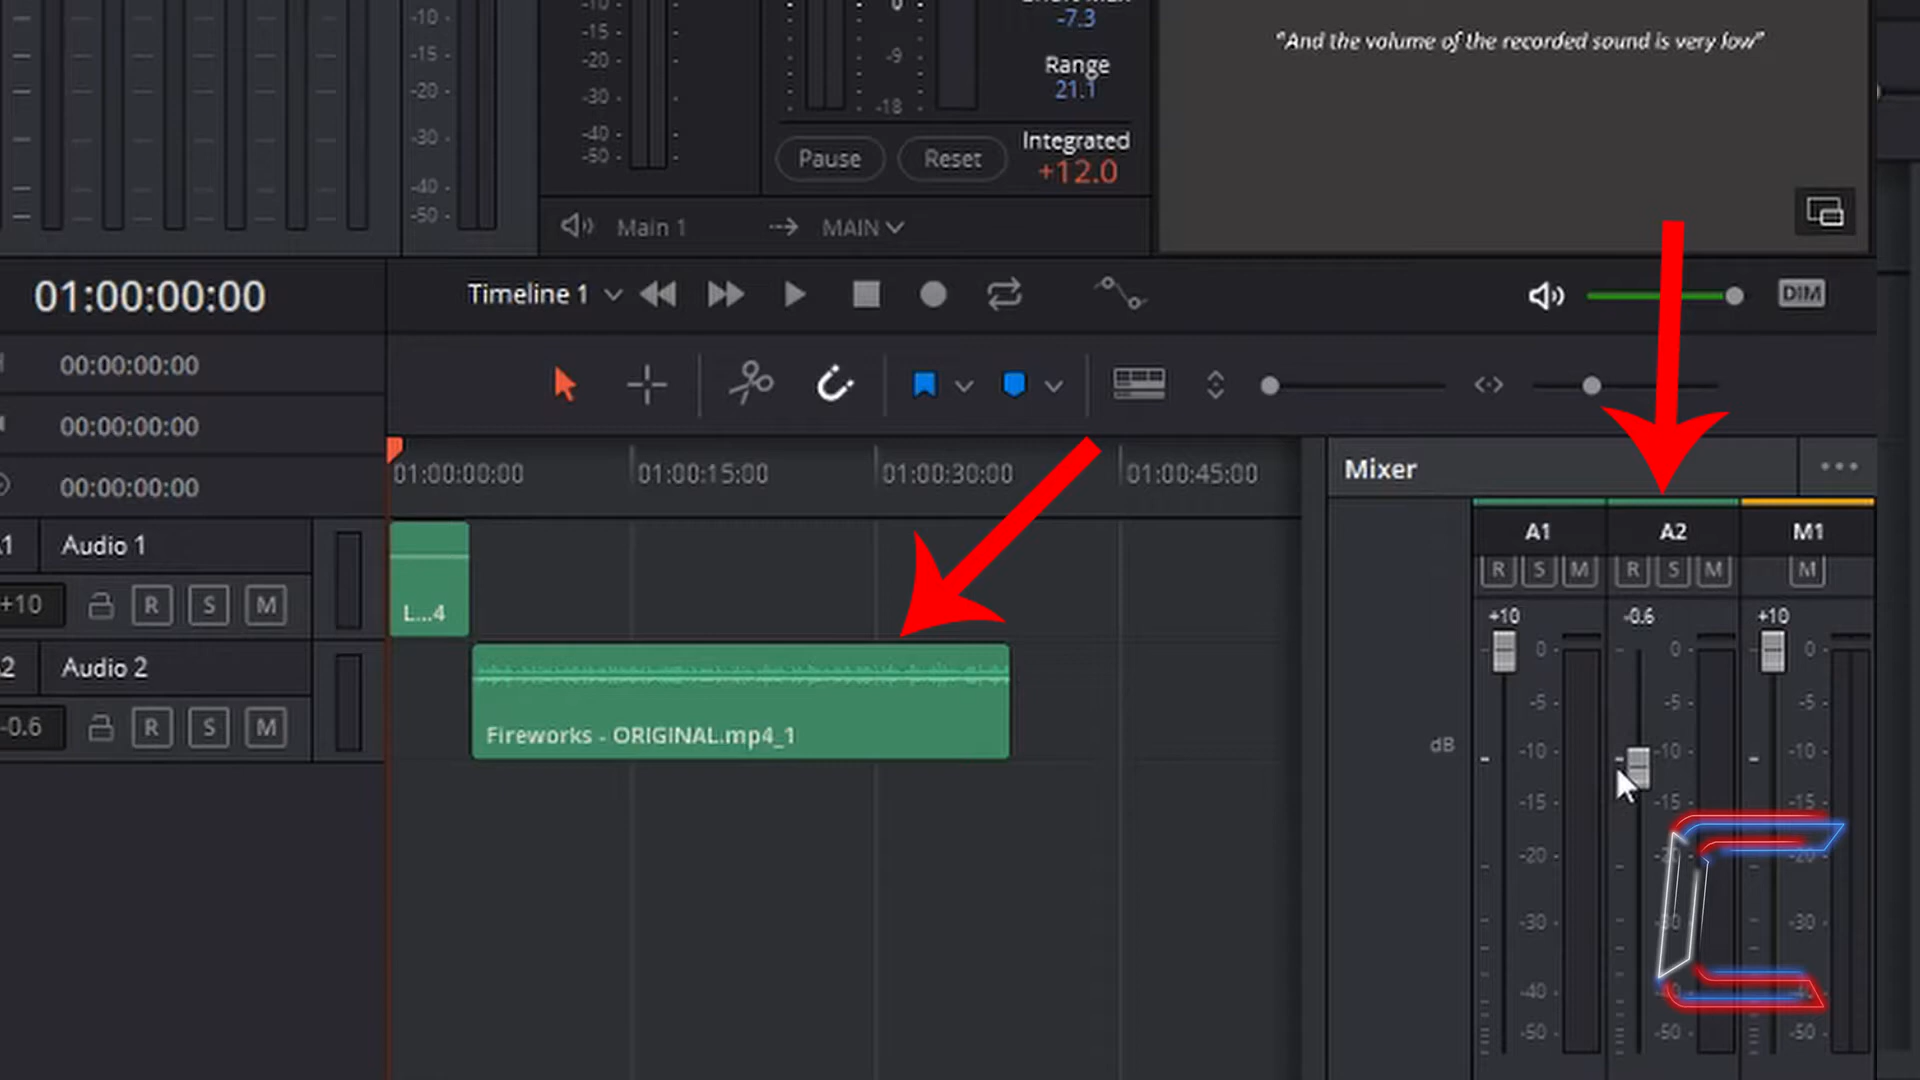 -10 -
-15 -
-20 -
-30 -
-40 -
-50 -
-10 -
-15 -
-20 -
-30 -
-40 -
-50 -
0
-9
-18
-7.3
Range
21.1
Integrated
+12.0
Pause
Reset
Main 1
MAIN
"And the volume of the recorded sound is very low"
01:00:00:00
Timeline 1
DIM
00:00:00:00
00:00:00:00
00:00:00:00
01:00:00:00
01:00:15:00
01:00:30:00
01:00:45:00
Mixer
Audio 1
+10
R
S
M
L...4
Audio 2
-0.6
R
S
M
Fireworks - ORIGINAL.mp4_1
A1
A2
M1
R S M
R S M
M
+10
-0.6
+10
dB
0 -
-5 -
-10 -
-15 -
-20 -
-30 -
-40 -
-50 -
0 -
-5 -
-10 -
-15 -
-20
-30
-40
-50 -
0 -
-5 -
-10 -
-15 -
-20 -
-30 -
-40 -
-50 -